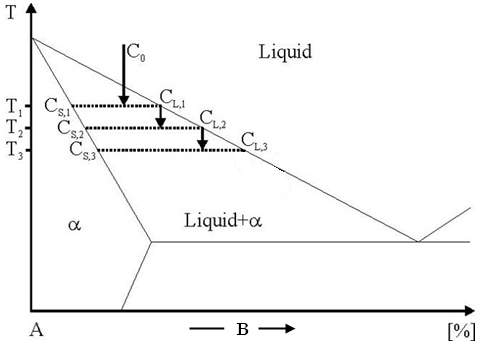 T
C0
Liquid
T1
CS,1
CL,1
T2
CS,2
CL,2
T3
CS,3
CL,3
α
Liquid+α
A
B
[%]